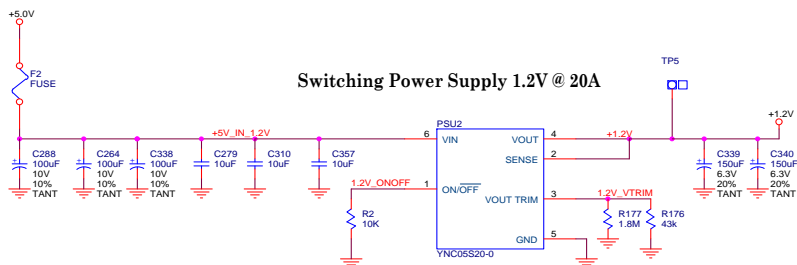 +5.0V
F2
FUSE
Switching Power Supply 1.2V @ 20A
TP5
+5V_IN_1.2V
PSU2
6 VIN VOUT 4
+1.2V
+1.2V
C288
100uF
10V
10%
TANT
C264
100uF
10V
10%
TANT
C338
100uF
10V
10%
TANT
C279
10uF
C310
10uF
C357
10uF
SENSE 2
C339
150uF
6.3V
20%
TANT
C340
150uF
6.3V
20%
TANT
1.2V_ONOFF
1 ON/OFF
VOUT TRIM 3
1.2V_VTRIM
R2
10K
R177
1.8M
R176
43k
GND 5
YNC05S20-0